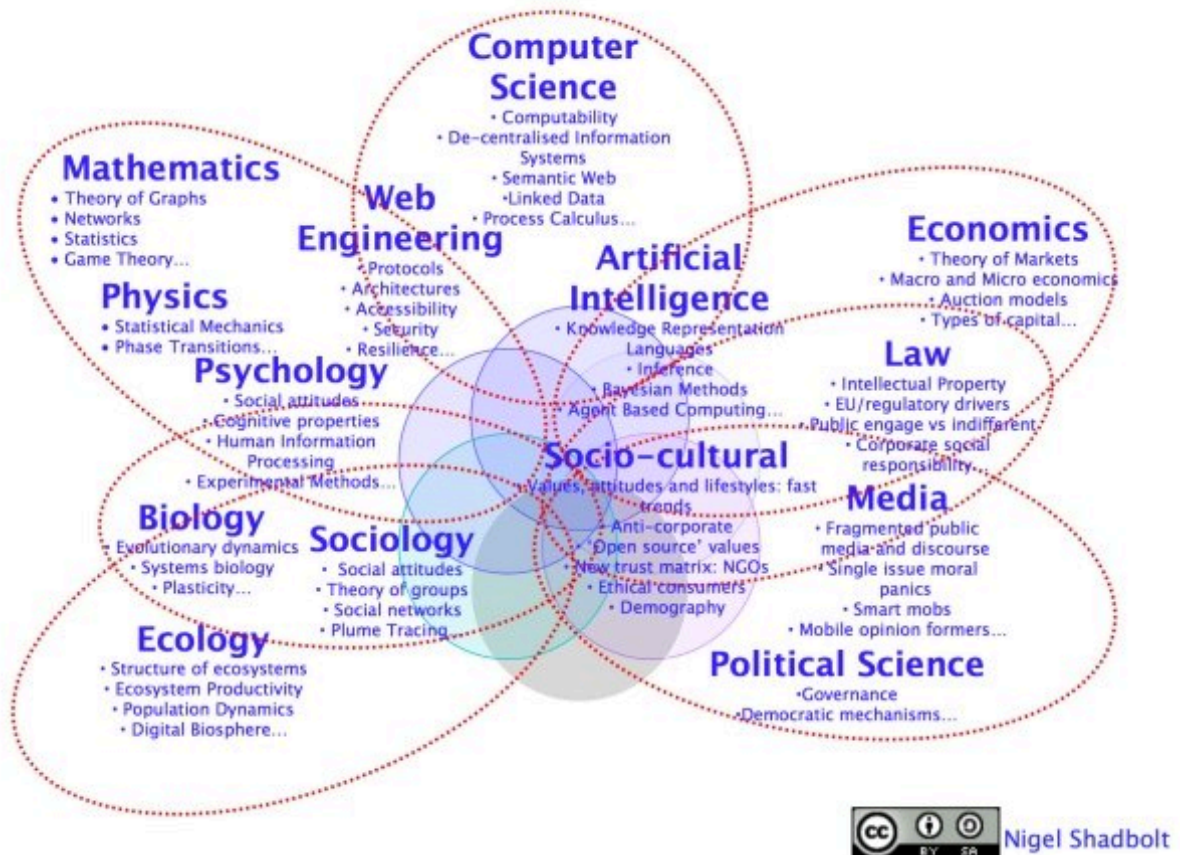 Computer
Science
• Computability
• De-centralised Information
Systems
• Semantic Web
•Linked Data
• Process Calculus...
Mathematics
• Theory of Graphs
• Networks
• Statistics
• Game Theory...
Web
Engineering
• Protocols
• Architectures
• Accessibility
• Security
• Resilience...
Artificial
Intelligence
• Knowledge Representation
Languages
• Inference
• Bayesian Methods
• Agent Based Computing...
Economics
• Theory of Markets
• Macro and Micro economics
• Auction models
• Types of capital...
Physics
• Statistical Mechanics
• Phase Transitions...
Law
• Intellectual Property
• EU/regulatory drivers
• Public engage vs indifferent
• Corporate social
responsibility...
Psychology
• Social attitudes
• Cognitive properties
• Human Information
Processing
• Experimental Methods...
Socio-cultural
• Values, attitudes and lifestyles: fast
trends
• Anti-corporate
• 'Open source' values
• New trust matrix: NGOs
• Ethical consumers
• Demography
Media
• Fragmented public
media and discourse
• Single issue moral
panics
• Smart mobs
• Mobile opinion formers...
Biology
• Evolutionary dynamics
• Systems biology
• Plasticity...
Sociology
• Social attitudes
• Theory of groups
• Social networks
• Plume Tracing...
Ecology
• Structure of ecosystems
• Ecosystem Productivity
• Population Dynamics
• Digital Biosphere...
Political Science
•Governance
•Democratic mechanisms...
cc
BY SA
Nigel Shadbolt